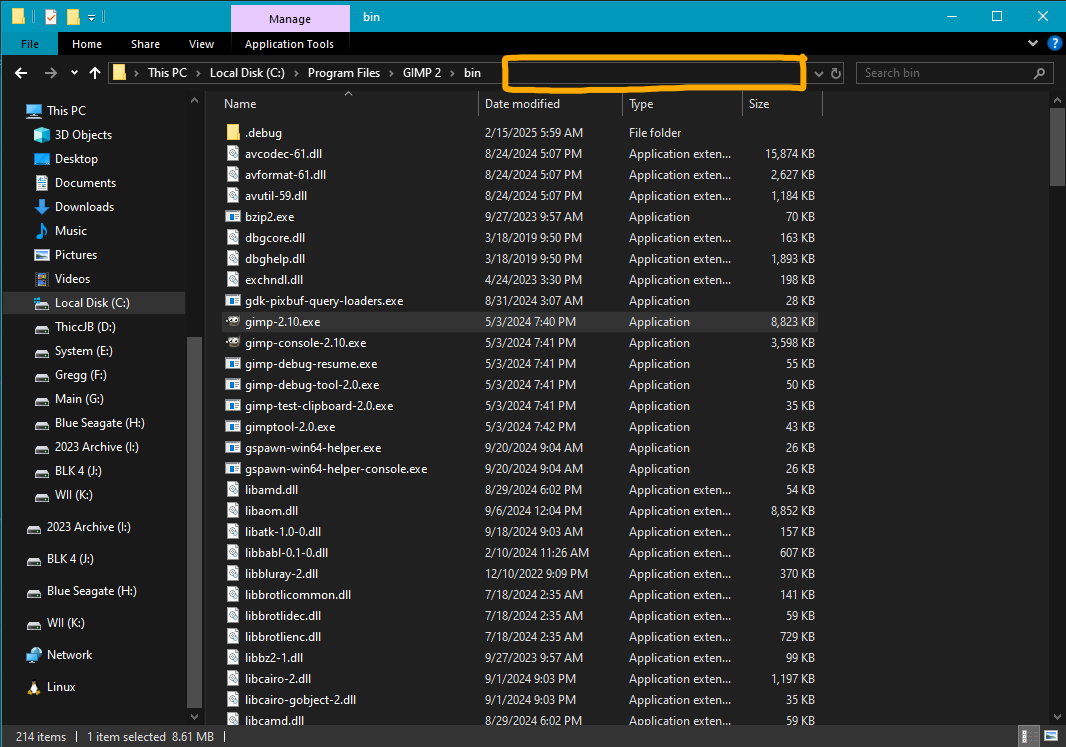 Manage
bin
File
Home
Share
View
Application Tools
This PC
Local Disk (C:)
Program Files
GIMP 2
bin
Search bin
This PC
3D Objects
Desktop
Documents
Downloads
Music
Pictures
Videos
Local Disk (C:)
ThiccJB (D:)
System (E:)
Gregg (F:)
Main (G:)
Blue Seagate (H:)
2023 Archive (I:)
BLK 4 (J:)
WII (K:)
2023 Archive (I:)
BLK 4 (J:)
Blue Seagate (H:)
WII (K:)
Network
Linux
Name Date modified Type Size
.debug 2/15/2025 5:59 AM File folder
avcodec-61.dll 8/24/2024 5:07 PM Application exten... 15,874 KB
avformat-61.dll 8/24/2024 5:07 PM Application exten... 2,627 KB
avutil-59.dll 8/24/2024 5:07 PM Application exten... 1,184 KB
bzip2.exe 9/27/2023 9:57 AM Application 70 KB
dbgcore.dll 3/18/2019 9:50 PM Application exten... 163 KB
dbghelp.dll 3/18/2019 9:50 PM Application exten... 1,893 KB
exchndl.dll 4/24/2023 3:30 PM Application exten... 198 KB
gdk-pixbuf-query-loaders.exe 8/31/2024 3:07 AM Application 28 KB
gimp-2.10.exe 5/3/2024 7:40 PM Application 8,823 KB
gimp-console-2.10.exe 5/3/2024 7:41 PM Application 3,598 KB
gimp-debug-resume.exe 5/3/2024 7:41 PM Application 55 KB
gimp-debug-tool-2.0.exe 5/3/2024 7:41 PM Application 50 KB
gimp-test-clipboard-2.0.exe 5/3/2024 7:41 PM Application 35 KB
gimptool-2.0.exe 5/3/2024 7:42 PM Application 43 KB
gspawn-win64-helper.exe 9/20/2024 9:04 AM Application 26 KB
gspawn-win64-helper-console.exe 9/20/2024 9:04 AM Application 26 KB
libamd.dll 8/29/2024 6:02 PM Application exten... 54 KB
libaom.dll 9/6/2024 12:04 PM Application exten... 8,852 KB
libatk-1.0-0.dll 9/18/2024 9:03 AM Application exten... 157 KB
libbabl-0.1-0.dll 2/10/2024 11:26 AM Application exten... 607 KB
libbluray-2.dll 12/10/2022 9:09 PM Application exten... 370 KB
libbrotlicommon.dll 7/18/2024 2:35 AM Application exten... 141 KB
libbrotlidec.dll 7/18/2024 2:35 AM Application exten... 59 KB
libbrotlienc.dll 7/18/2024 2:35 AM Application exten... 729 KB
libbz2-1.dll 9/27/2023 9:57 AM Application exten... 99 KB
libcairo-2.dll 9/1/2024 9:03 PM Application exten... 1,197 KB
libcairo-gobject-2.dll 9/1/2024 9:03 PM Application exten... 35 KB
libcamd.dll 8/29/2024 6:02 PM Application exten... 59 KB
214 items 1 item selected 8.61 MB